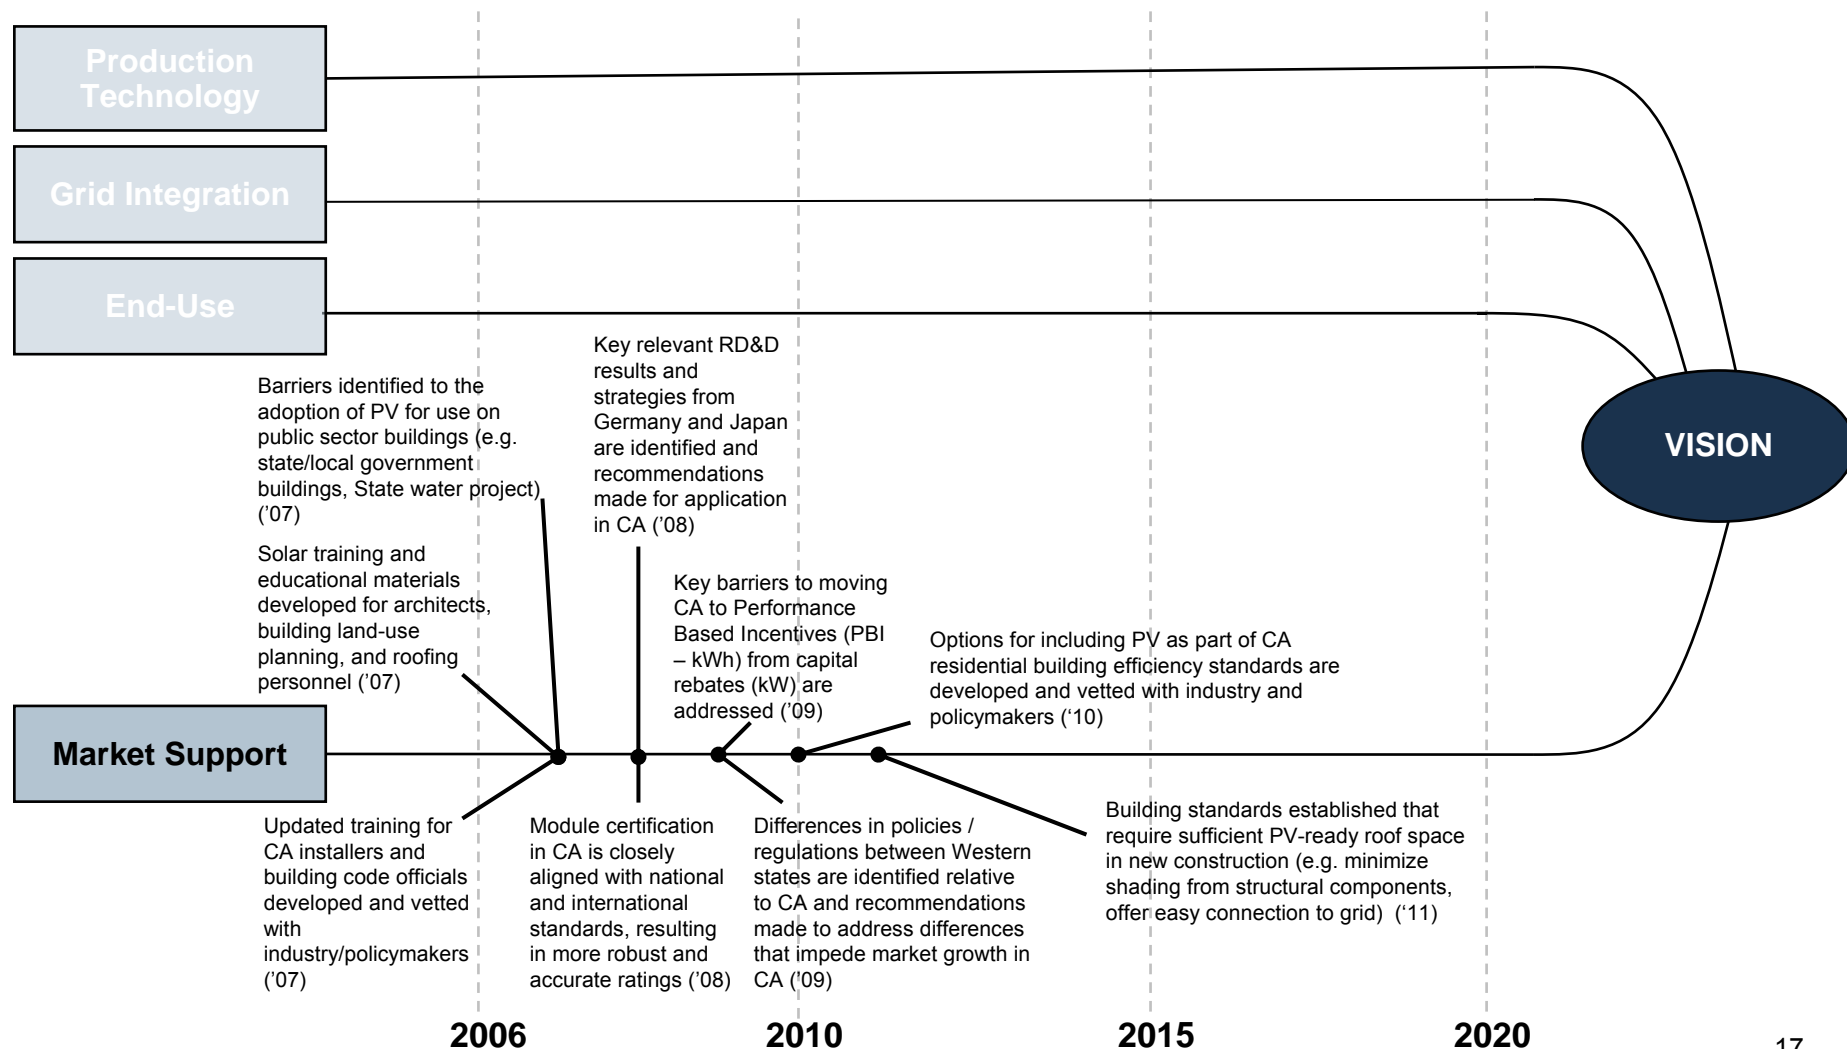 Production
Technology
Grid Integration
End-Use
Barriers identified to the
adoption of PV for use on
public sector buildings (e.g.
state/local government
buildings, State water project)
(’07)
Key relevant RD&D
results and
strategies from
Germany and Japan
are identified and
recommendations
made for application
in CA (’08)
VISION
Solar training and
educational materials
developed for architects,
building land-use
planning, and roofing
personnel (’07)
Key barriers to moving
CA to Performance
Based Incentives (PBI
– kWh) from capital
rebates (kW) are
addressed (’09)
Options for including PV as part of CA
residential building efficiency standards are
developed and vetted with industry and
policymakers (‘10)
Market Support
Updated training for
CA installers and
building code officials
developed and vetted
with
industry/policymakers
(’07)
Module certification
in CA is closely
aligned with national
and international
standards, resulting
in more robust and
accurate ratings (’08)
Differences in policies /
regulations between Western
states are identified relative
to CA and recommendations
made to address differences
that impede market growth in
CA (’09)
Building standards established that
require sufficient PV-ready roof space
in new construction (e.g. minimize
shading from structural components,
offer easy connection to grid)  (‘11)
2006
2010
2015
2020
17